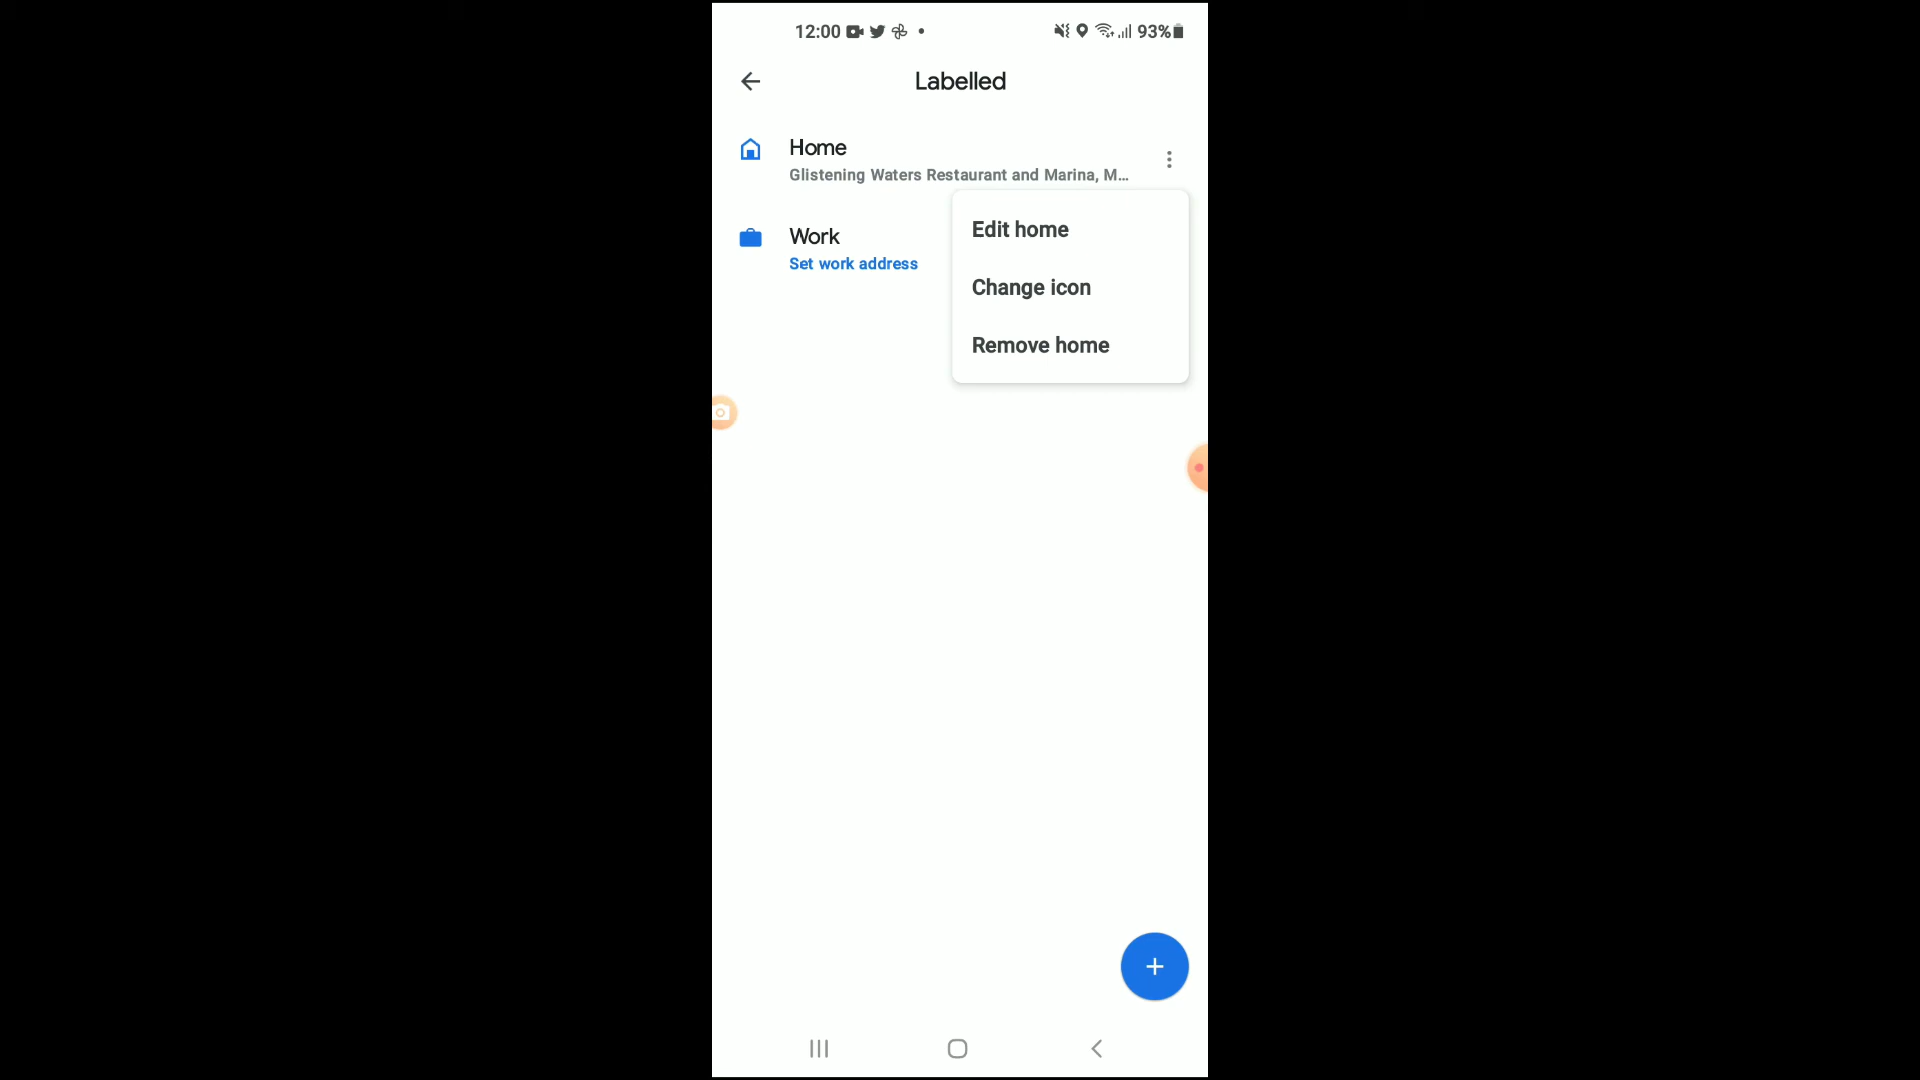 12:00 93%
Labelled
Home
Glistening Waters Restaurant and Marina, M...
Edit home
Work
Set work address
Change icon
Remove home